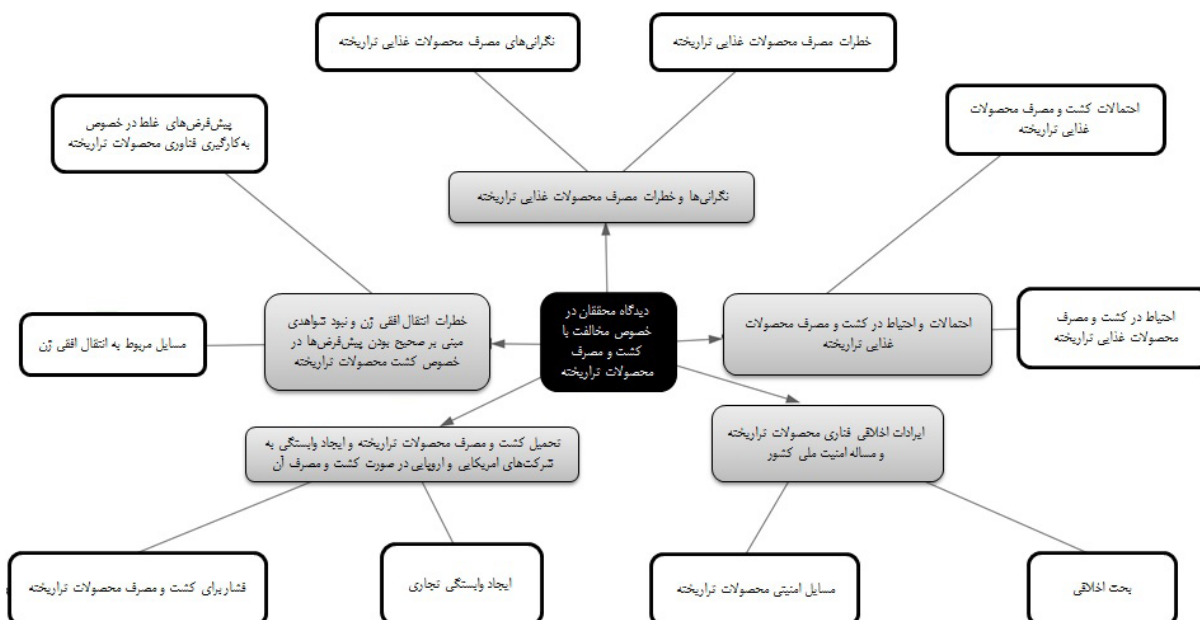 نگرانی‌های مصرف محصولات غذایی تراریخته
خطرات مصرف محصولات غذایی تراریخته
پیش‌فرض‌های غلط در خصوص
به‌کارگیری فناوری محصولات تراریخته
احتمالات کشت و مصرف محصولات
غذایی تراریخته
نگرانی‌ها و خطرات مصرف محصولات غذایی تراریخته
مسایل مربوط به انتقال افقی ژن
خطرات انتقال افقی ژن و نبود شواهدی
مبنی بر صحیح بودن پیش‌فرض‌ها در
خصوص کشت محصولات تراریخته
دیدگاه محققان در
خصوص مخالفت با
کشت و مصرف
محصولات تراریخته
احتمالات و احتیاط در کشت و مصرف محصولات
غذایی تراریخته
احتیاط در کشت و مصرف
محصولات غذایی تراریخته
تحمیل کشت و مصرف محصولات تراریخته و ایجاد وابستگی به
شرکت‌های امریکایی و اروپایی در صورت کشت و مصرف آن
ایرادات اخلاقی فناری محصولات تراریخته
و مساله امنیت ملی کشور
فشار برای کشت و مصرف محصولات تراریخته
ایجاد وابستگی تجاری
مسایل امنیتی محصولات تراریخته
بحث اخلاقی